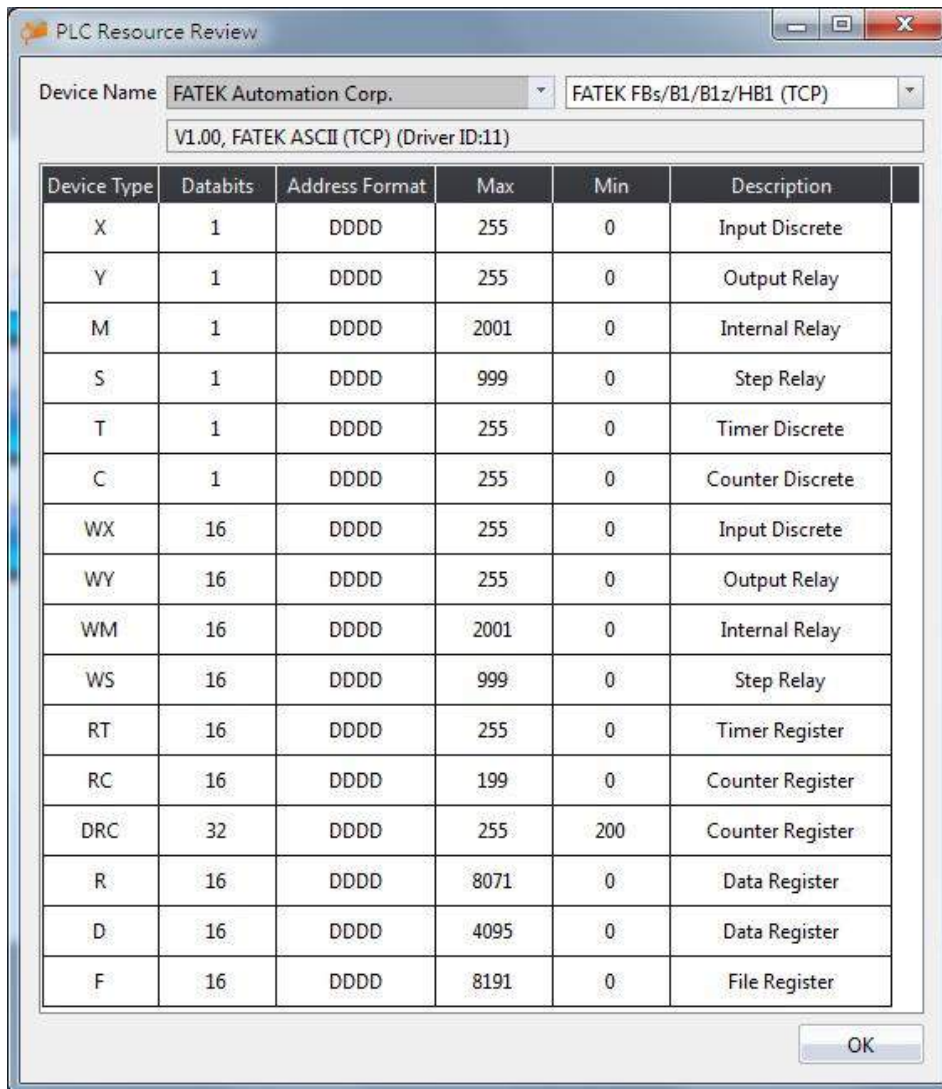 PLC Resource Review
Device Name FATEK Automation Corp. FATEK FBs/B1/B1z/HB1 (TCP)
V1.00, FATEK ASCII (TCP) (Driver ID:11)
Device Type Databits Address Format Max Min Description
X 1 DDDD 255 0 Input Discrete
Y 1 DDDD 255 0 Output Relay
M 1 DDDD 2001 0 Internal Relay
S 1 DDDD 999 0 Step Relay
T 1 DDDD 255 0 Timer Discrete
C 1 DDDD 255 0 Counter Discrete
WX 16 DDDD 255 0 Input Discrete
WY 16 DDDD 255 0 Output Relay
WM 16 DDDD 2001 0 Internal Relay
WS 16 DDDD 999 0 Step Relay
RT 16 DDDD 255 0 Timer Register
RC 16 DDDD 199 0 Counter Register
DRC 32 DDDD 255 200 Counter Register
R 16 DDDD 8071 0 Data Register
D 16 DDDD 4095 0 Data Register
F 16 DDDD 8191 0 File Register
OK